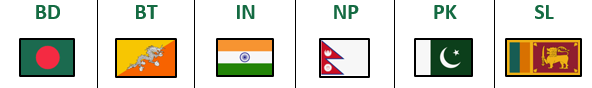 BD BT IN NP PK SL